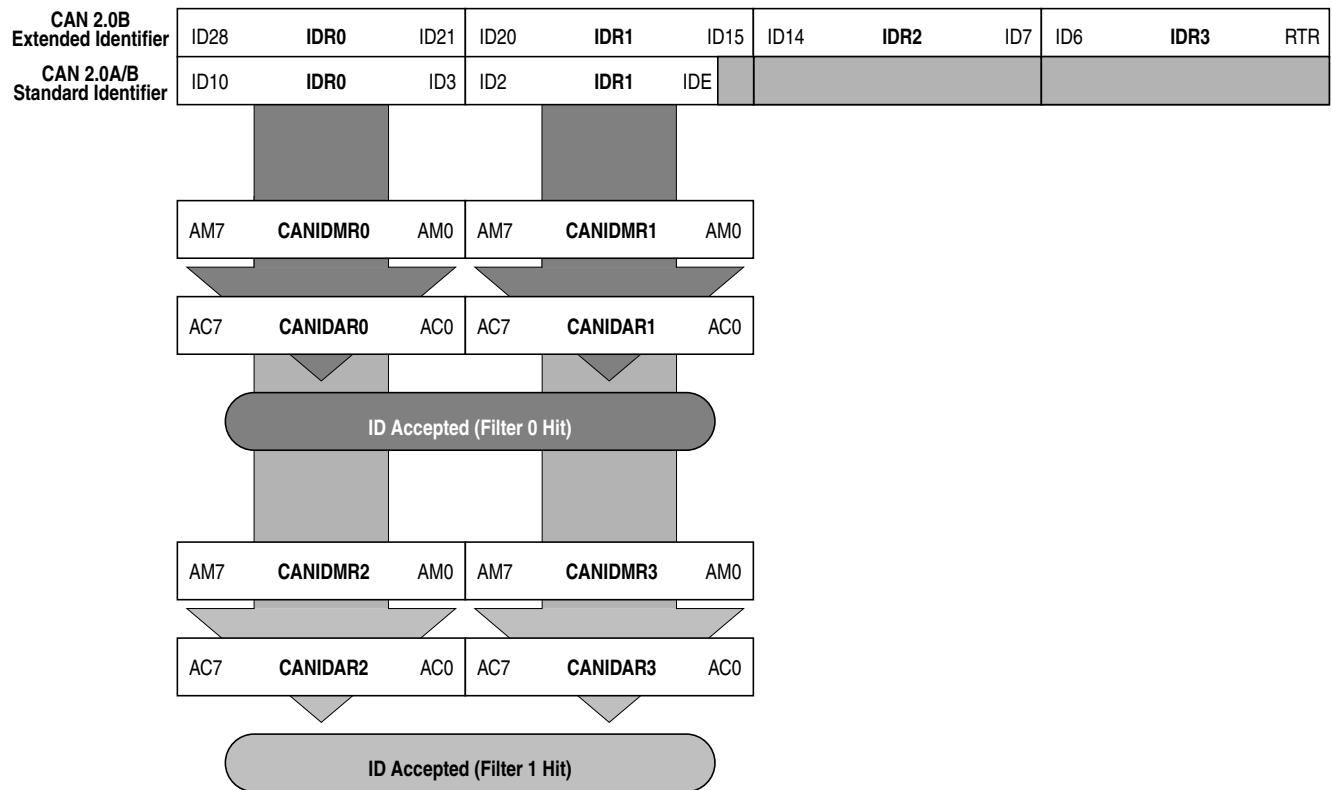 CAN 2.0B
Extended Identifier
ID28 IDR0 ID21 ID20 IDR1 ID15 ID14 IDR2 ID7 ID6 IDR3 RTR
CAN 2.0A/B
Standard Identifier
ID10 IDR0 ID3 ID2 IDR1 IDE
AM7 CANIDMR0 AM0 AM7 CANIDMR1 AM0
AC7 CANIDAR0 AC0 AC7 CANIDAR1 AC0
ID Accepted (Filter 0 Hit)
AM7 CANIDMR2 AM0 AM7 CANIDMR3 AM0
AC7 CANIDAR2 AC0 AC7 CANIDAR3 AC0
ID Accepted (Filter 1 Hit)